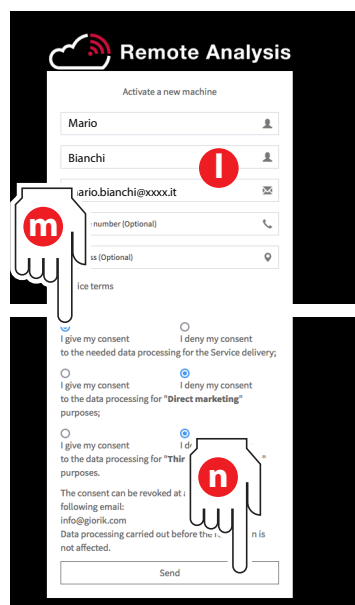 Remote Analysis
Activate a new machine
Mario
Bianchi
l
mario.bianchi@xxxx.it
m
number (Optional)
(Optional)
terms
I give my consent I deny my consent
to the needed data processing for the Service delivery;
I give my consent I deny my consent
to the data processing for "Direct marketing"
purposes;
I give my consent I
to the data processing for " "
purposes.
n
The consent can be revoked at
following email:
info@giorik.com
Data processing carried out before the is
not affected.
Send